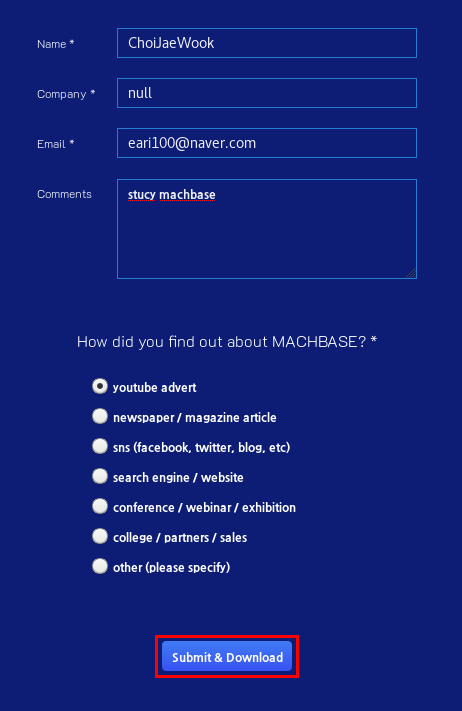 Name * ChoiJaeWook
Company * null
Email * eari100@naver.com
Comments stucy machbase
How did you find out about MACHBASE? *
youtube advert
newspaper / magazine article
sns (facebook, twitter, blog, etc)
search engine / website
conference / webinar / exhibition
college / partners / sales
other (please specify)
Submit & Download